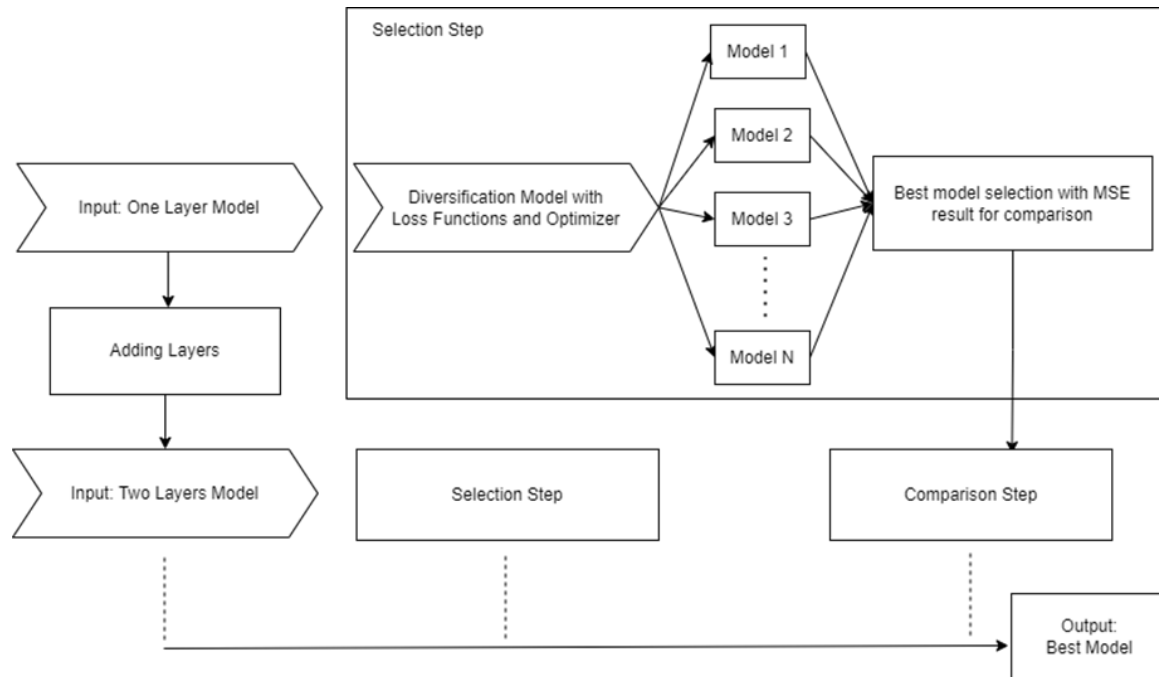 Selection Step
Model 1
Model 2
Input: One Layer Model
Diversification Model with
Loss Functions and Optimizer
Model 3
Best model selection with MSE
result for comparison
Adding Layers
Model N
Input: Two Layers Model
Selection Step
Comparison Step
Output:
Best Model